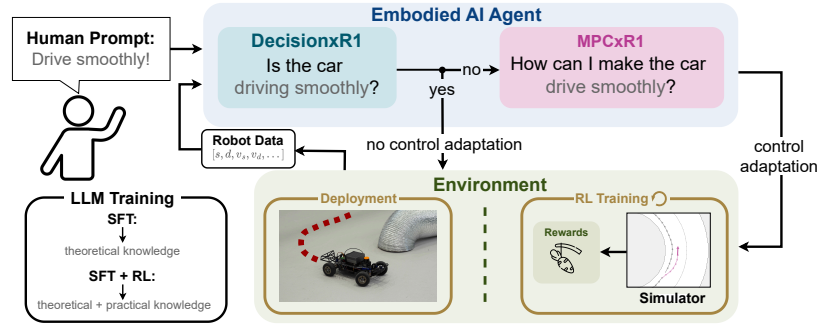 Human Prompt:
Drive smoothly!
Embodied AI Agent
DecisionxR1
Is the car
driving smoothly?
no
yes
MPCxR1
How can I make the car
drive smoothly?
no control adaptation
control
adaptation
Robot Data
[s, d, v_s, v_d, . . . ]
LLM Training
SFT:
theoretical knowledge
SFT + RL:
theoretical + practical knowledge
Environment
Deployment
RL Training
Rewards
Simulator